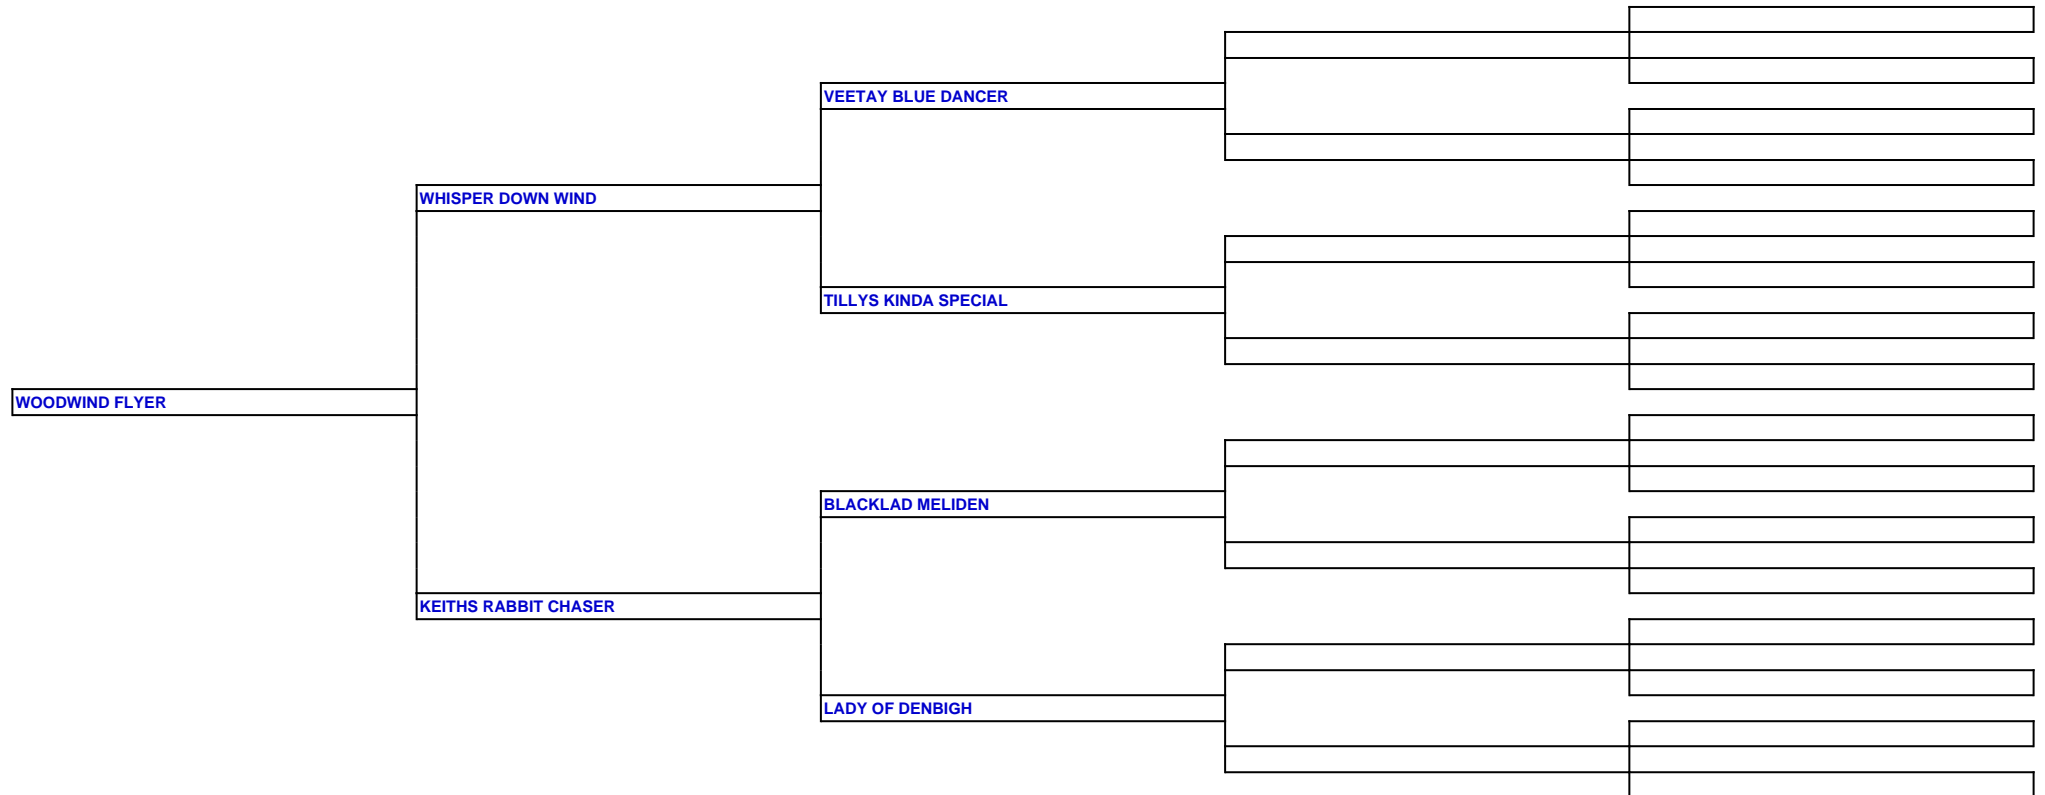 VEETAY BLUE DANCER
WHISPER DOWN WIND
TILLYS KINDA SPECIAL
WOODWIND FLYER
BLACKLAD MELIDEN
KEITHS RABBIT CHASER
LADY OF DENBIGH